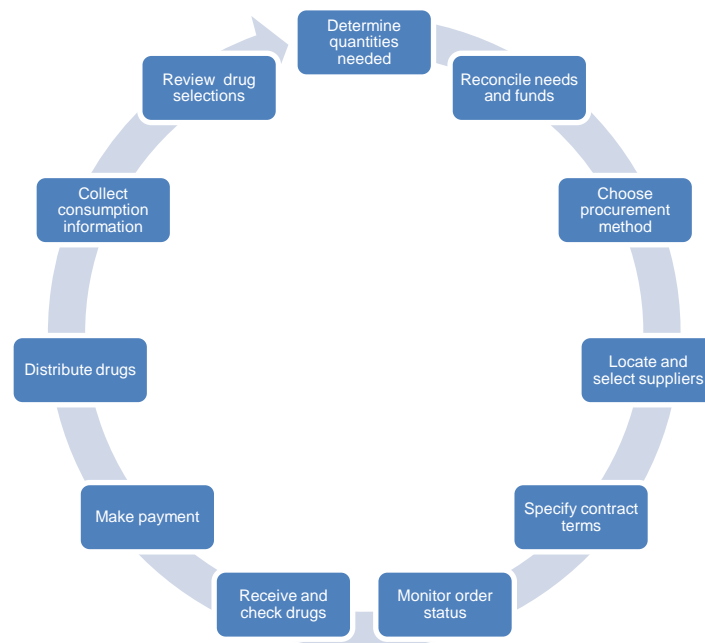 Determine
quantities
needed
Reconcile needs
and funds
Choose
procurement
method
Locate and
select suppliers
Specify contract
terms
Monitor order
status
Receive and
check drugs
Make payment
Distribute drugs
Collect
consumption
information
Review drug
selections